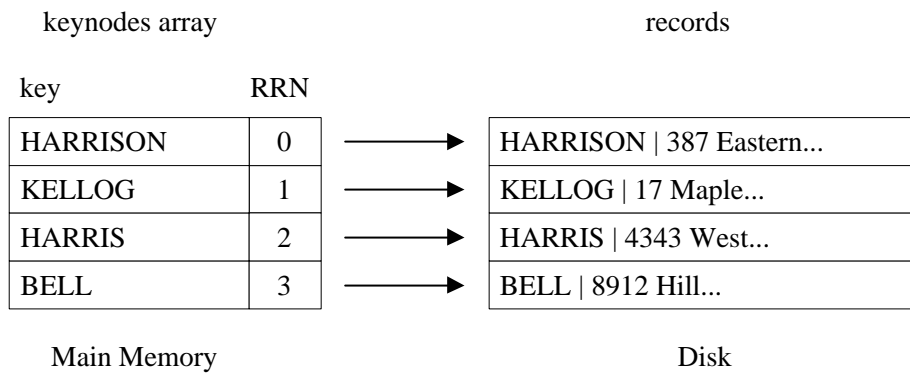 keynodes array records
key RRN
HARRISON 0 HARRISON | 387 Eastern...
KELLOG 1 KELLOG | 17 Maple...
HARRIS 2 HARRIS | 4343 West...
BELL 3 BELL | 8912 Hill...
Main Memory Disk